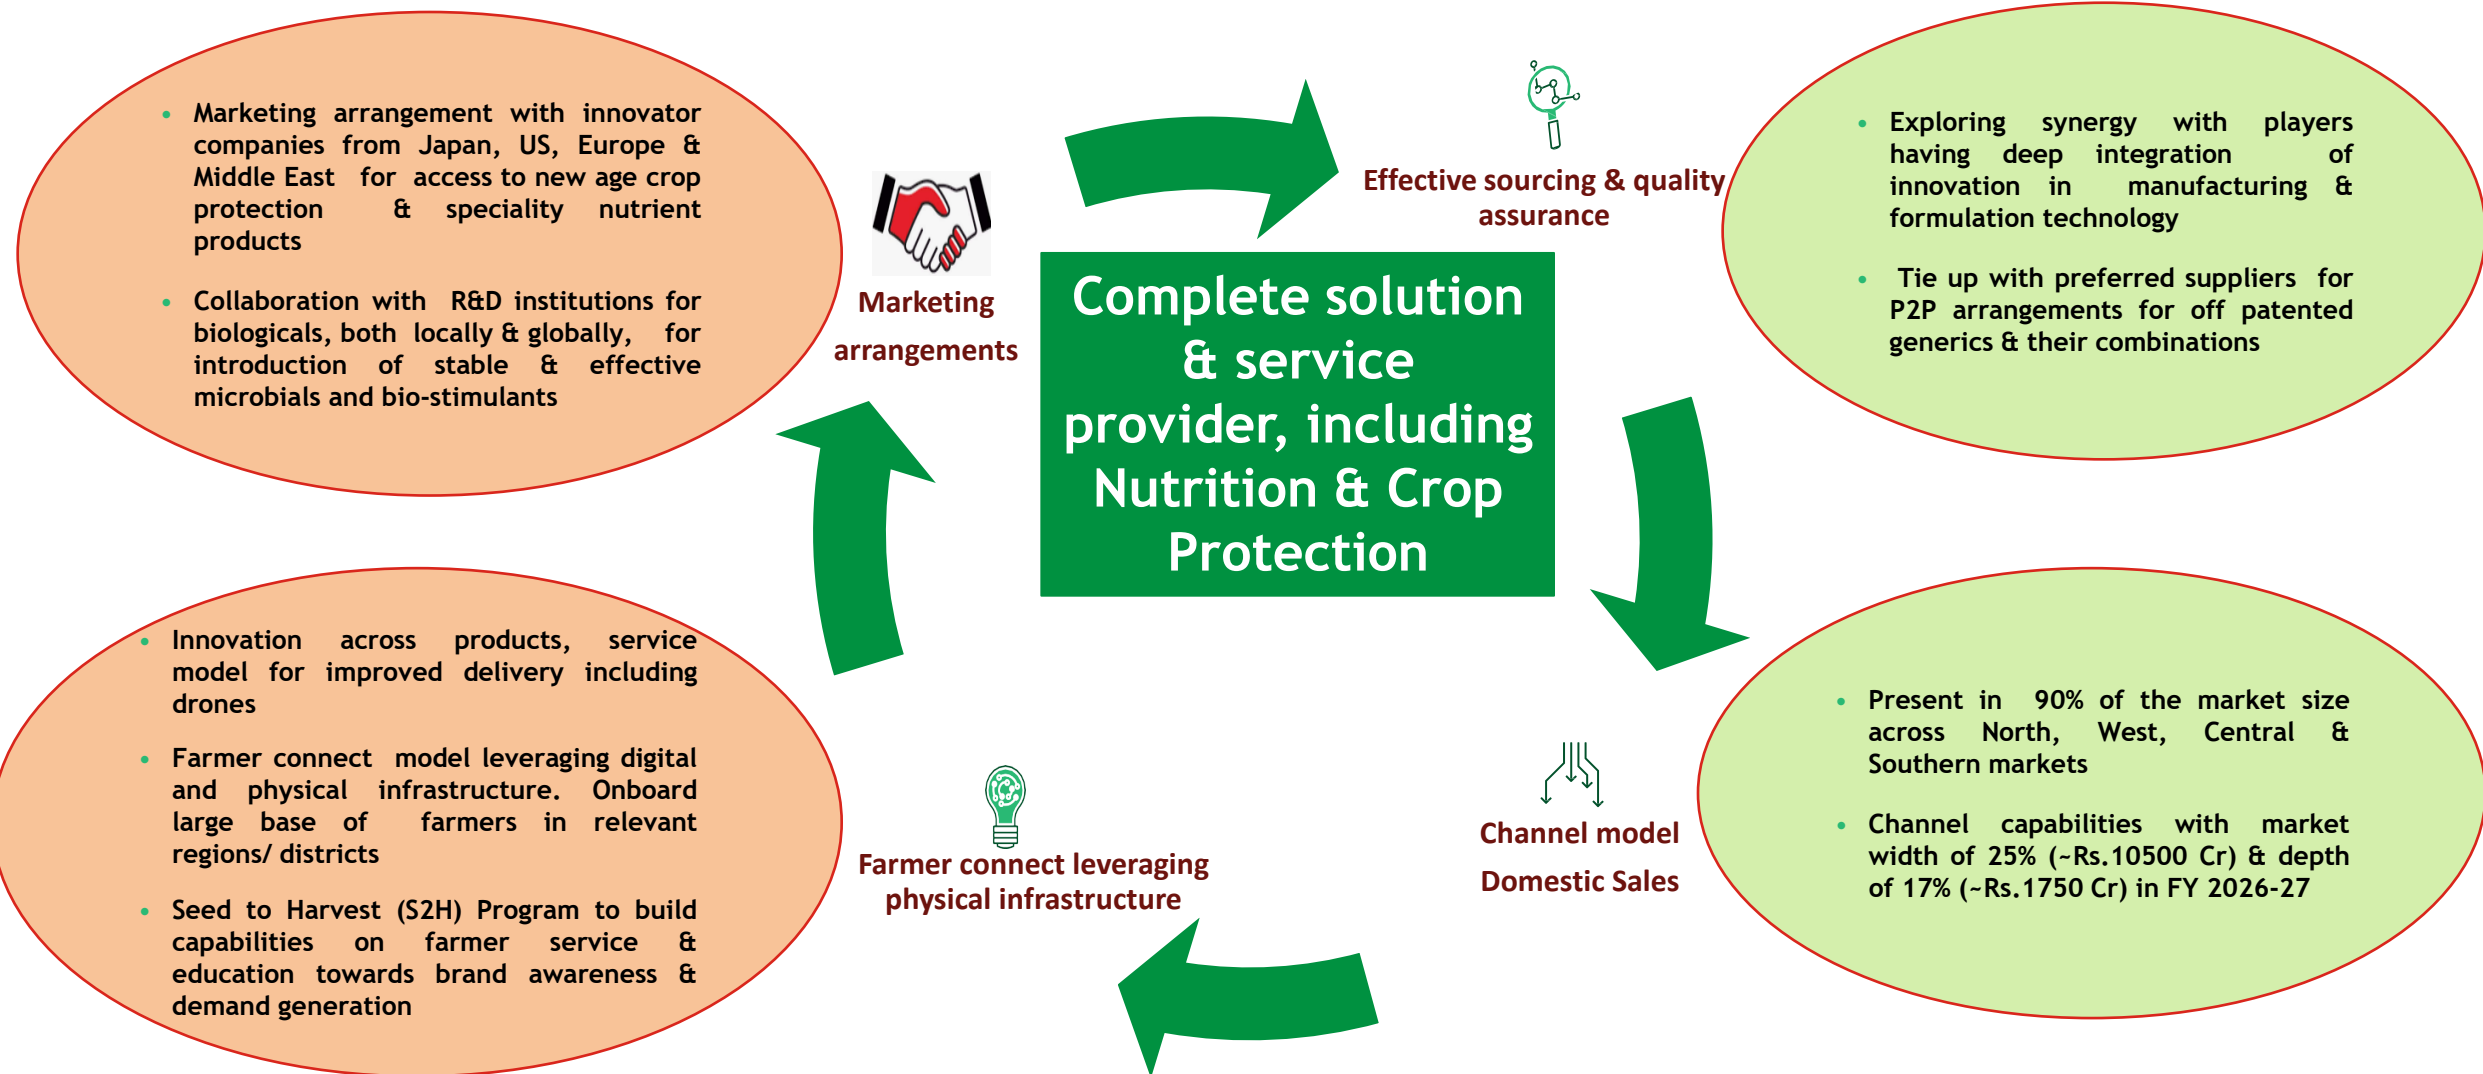 • Marketing arrangement with innovator
companies from Japan, US, Europe &
Middle East for access to new age crop
protection & speciality nutrient
products
• Collaboration with R&D institutions for
biologicals, both locally & globally, for
introduction of stable & effective
microbials and bio-stimulants
Marketing
arrangements
Effective sourcing & quality
assurance
• Exploring synergy with players
having deep integration of
innovation in manufacturing &
formulation technology
• Tie up with preferred suppliers for
P2P arrangements for off patented
generics & their combinations
Complete solution
& service
provider, including
Nutrition & Crop
Protection
• Innovation across products, service
model for improved delivery including
drones
• Farmer connect model leveraging digital
and physical infrastructure. Onboard
large base of farmers in relevant
regions/ districts
• Seed to Harvest (S2H) Program to build
capabilities on farmer service &
education towards brand awareness &
demand generation
Farmer connect leveraging
physical infrastructure
Channel model
Domestic Sales
• Present in 90% of the market size
across North, West, Central &
Southern markets
• Channel capabilities with market
width of 25% (~Rs.10500 Cr) & depth
of 17% (~Rs.1750 Cr) in FY 2026-27